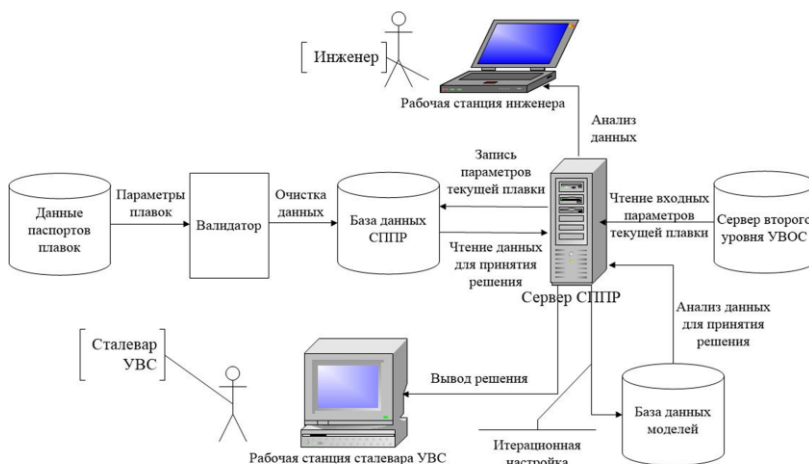 Инженер
Рабочая станция инженера
Анализ
данных
Данные
паспортов
плавок
Параметры
плавок
Валидатор
Очистка
данных
База данных
СППР
Запись
параметров
текущей плавки
Чтение данных
для принятия
решения
Сервер СППР
Чтение входных
параметров
текущей плавки
Сервер второго
уровня УВОС
Анализ данных
для принятия
решения
Сталевар
УВС
Рабочая станция сталевара УВС
Вывод решения
Итерационная
настройка
База данных
моделей